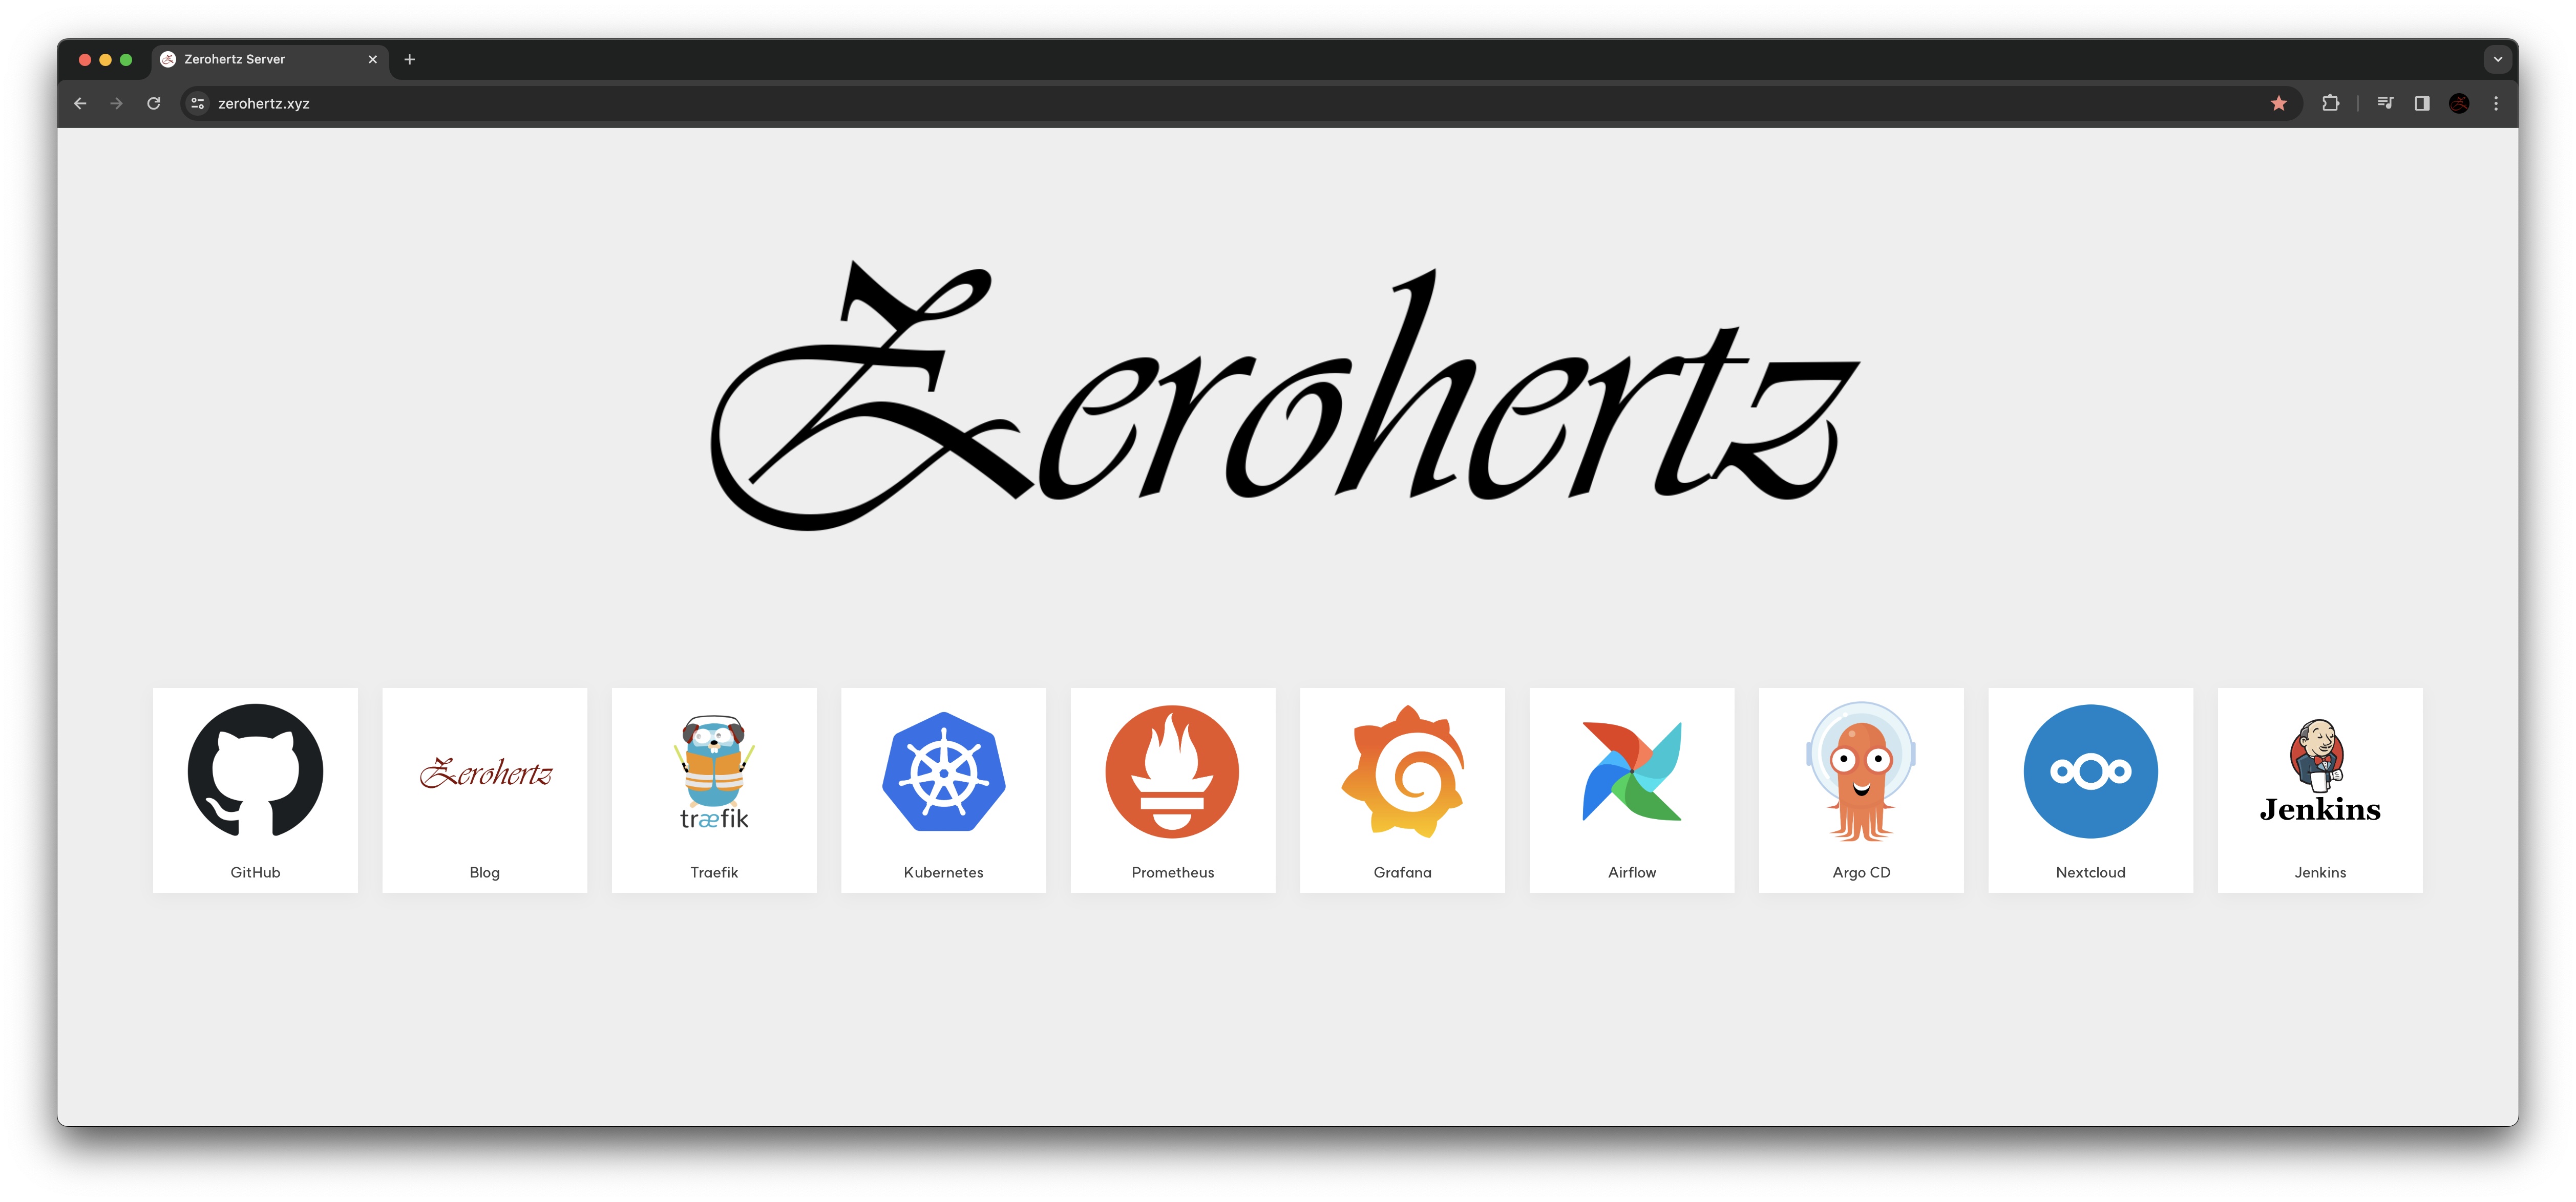 Zerohertz Server
zerohertz.xyz
Zerohertz
Zerohertz
træfik
Jenkins
GitHub
Blog
Traefik
Kubernetes
Prometheus
Grafana
Airflow
Argo CD
Nextcloud
Jenkins